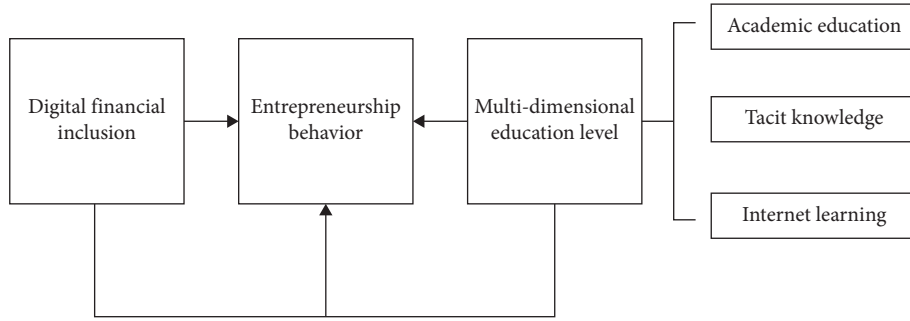 Digital financial
inclusion
Entrepreneurship
behavior
Multi-dimensional
education level
Academic education
Tacit knowledge
Internet learning